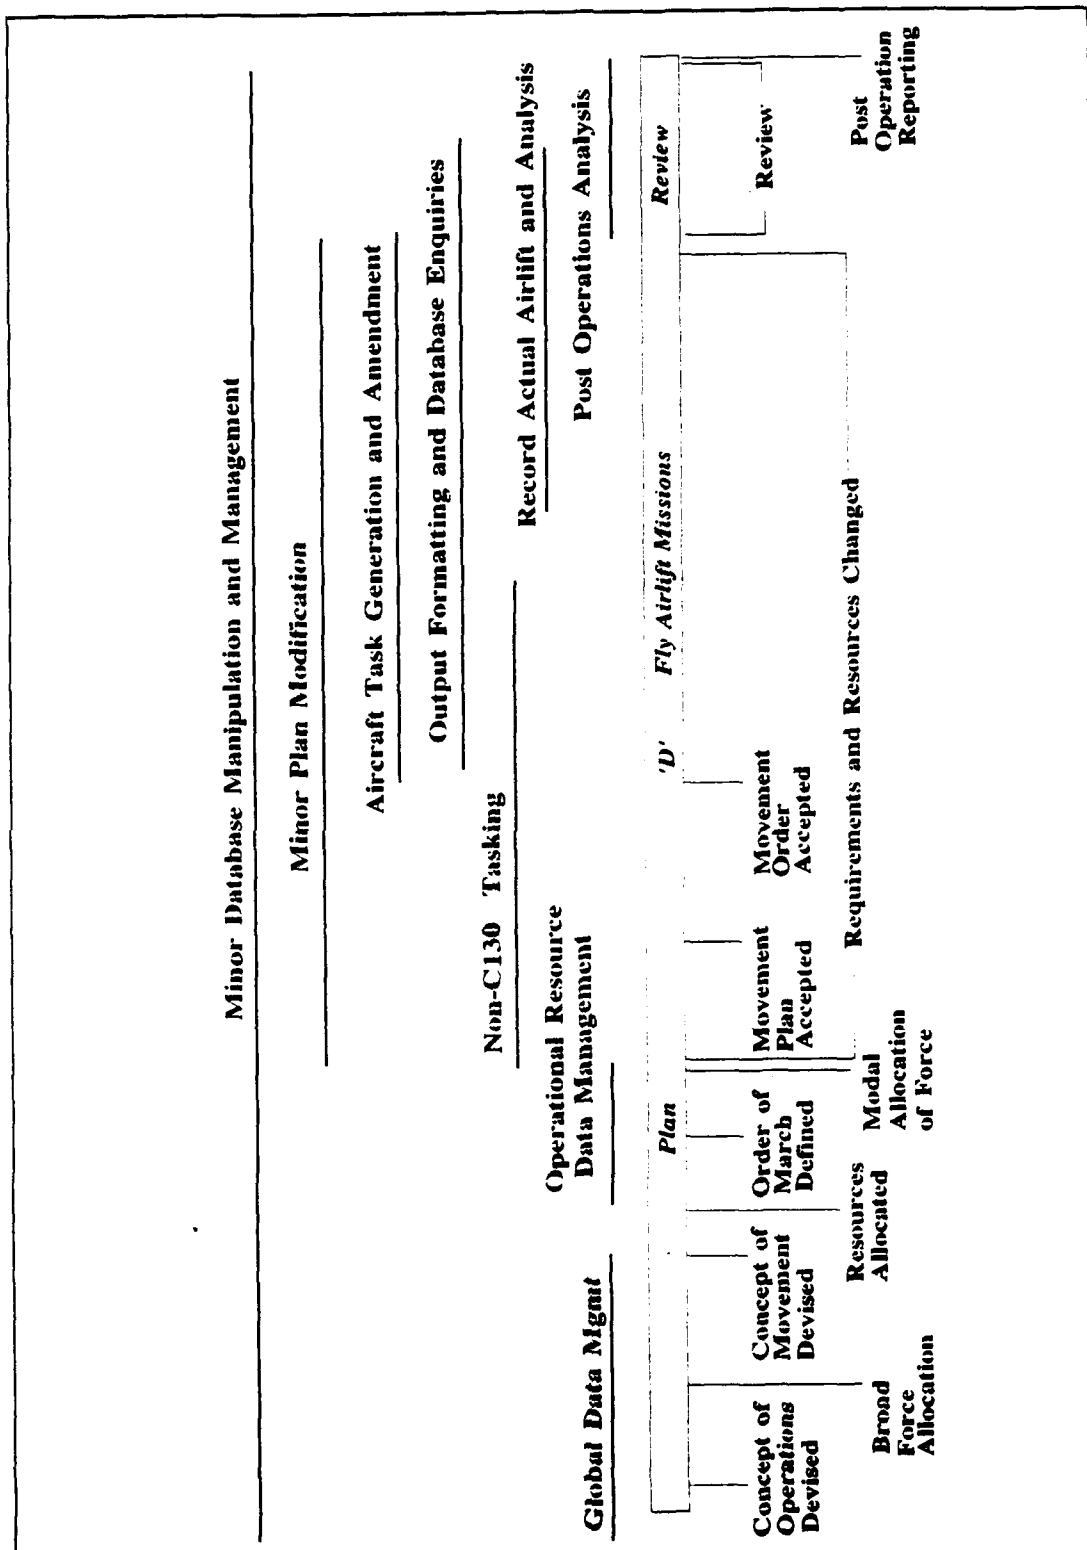 Minor Database Manipulation and Management
Minor Plan Modification
Aircraft Task Generation and Amendment
Output Formatting and Database Enquiries
Non-C130 Tasking
Record Actual Airlift and Analysis
Operational Resource
Data Management
Post Operations Analysis
Global Data Mgmt
Plan
'D'
Fly Airlift Missions
Review
Concept of
Operations
Devised
Concept of
Movement
Devised
Order of
March
Defined
Movement
Plan
Accepted
Movement
Order
Accepted
Review
Requirements and Resources Changed
Broad
Force
Allocation
Resources
Allocated
Modal
Allocation
of Force
Post
Operation
Reporting